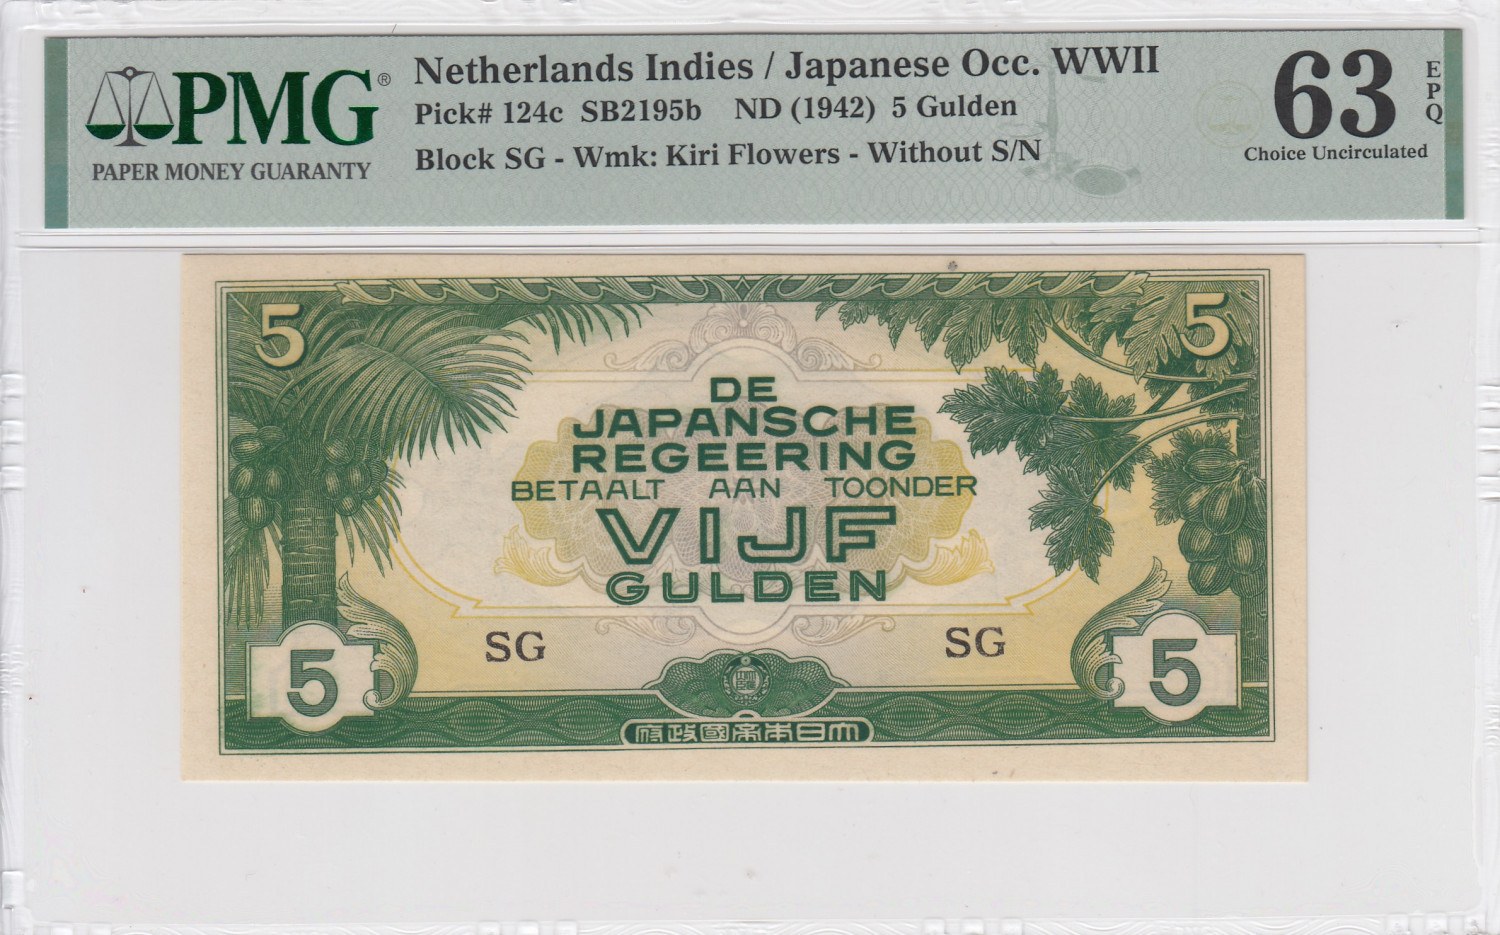 PMG®
PAPER MONEY GUARANTY
Netherlands Indies / Japanese Occ. WWII
Pick# 124c SB2195b ND (1942) 5 Gulden
Block SG - Wmk: Kiri Flowers - Without S/N
63
EPQ
Choice Uncirculated
5
5
DE
JAPANSCHE
REGEERING
BETAALT AAN TOONDER
VIJF
GULDEN
SG
SG
5
5
府政國帝本日大